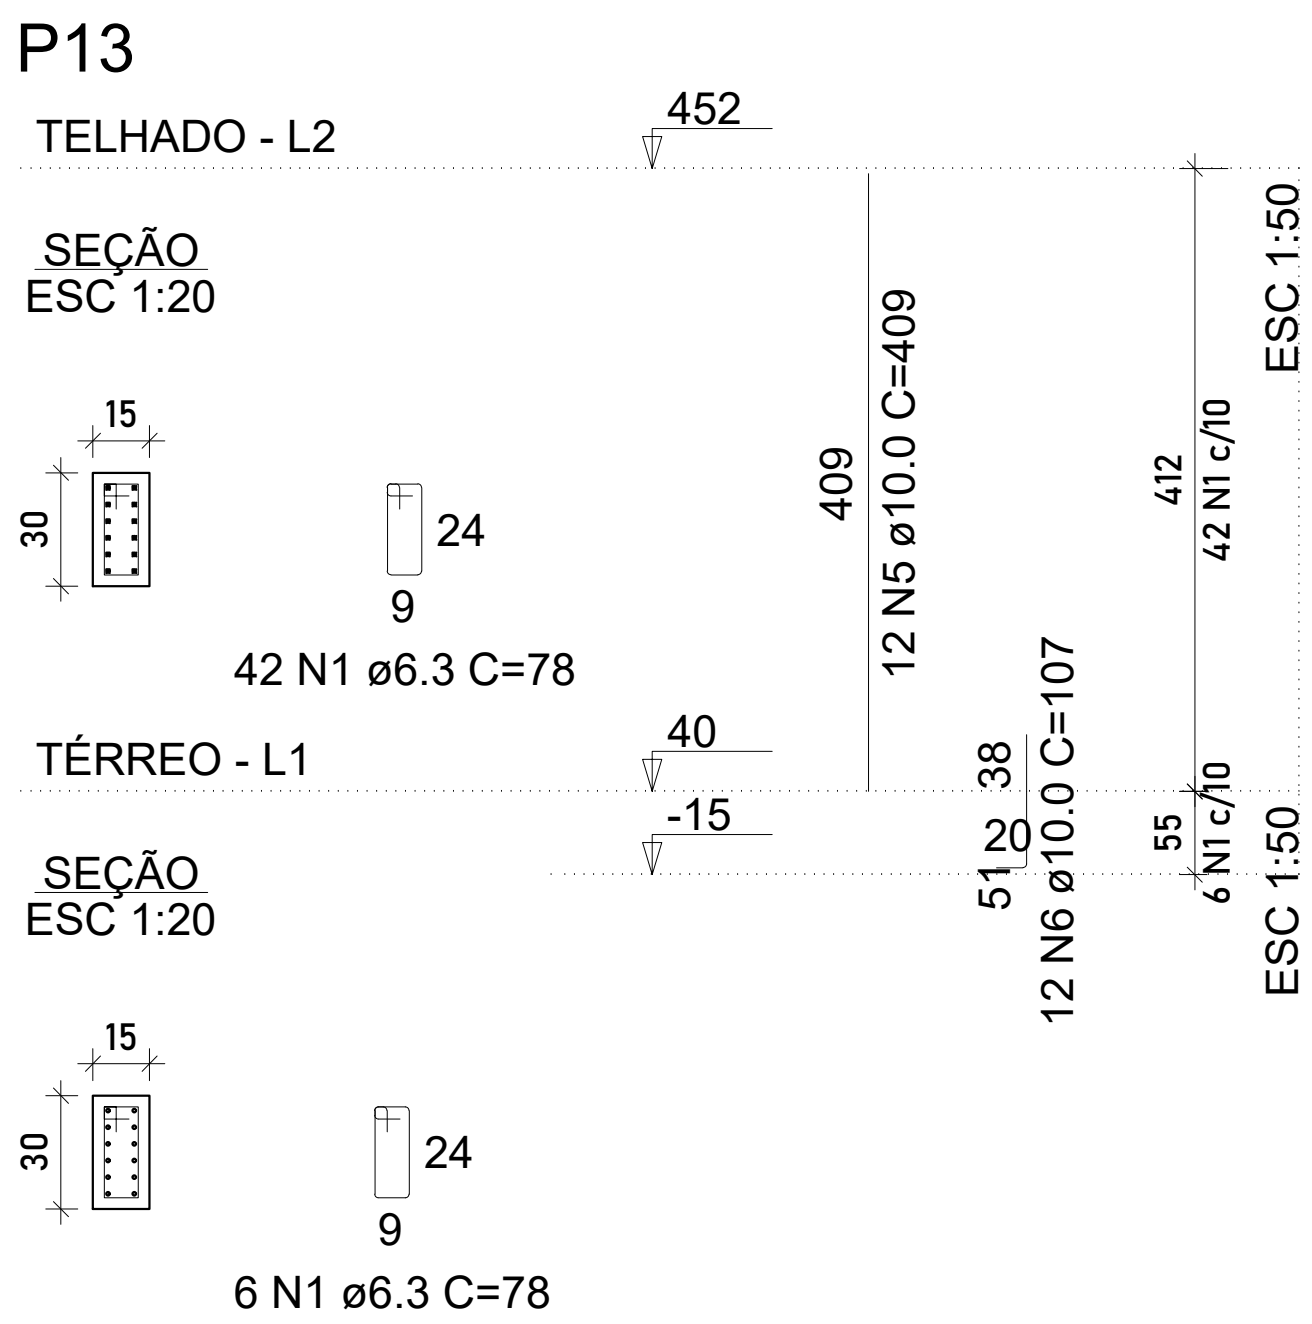 P13
TELHADO - L2
452
SEÇÃO
ESC 1:20
ESC 1:50
15
30
24
9
42 N1 ø6.3 C=78
409
12 N5 ø10.0 C=409
412
42 N1 c/10
TÉRREO - L1
40
-15
SEÇÃO
ESC 1:20
38
20
51
12 N6 ø10.0 C=107
55
6 N1 c/10
ESC 1:50
15
30
24
9
6 N1 ø6.3 C=78